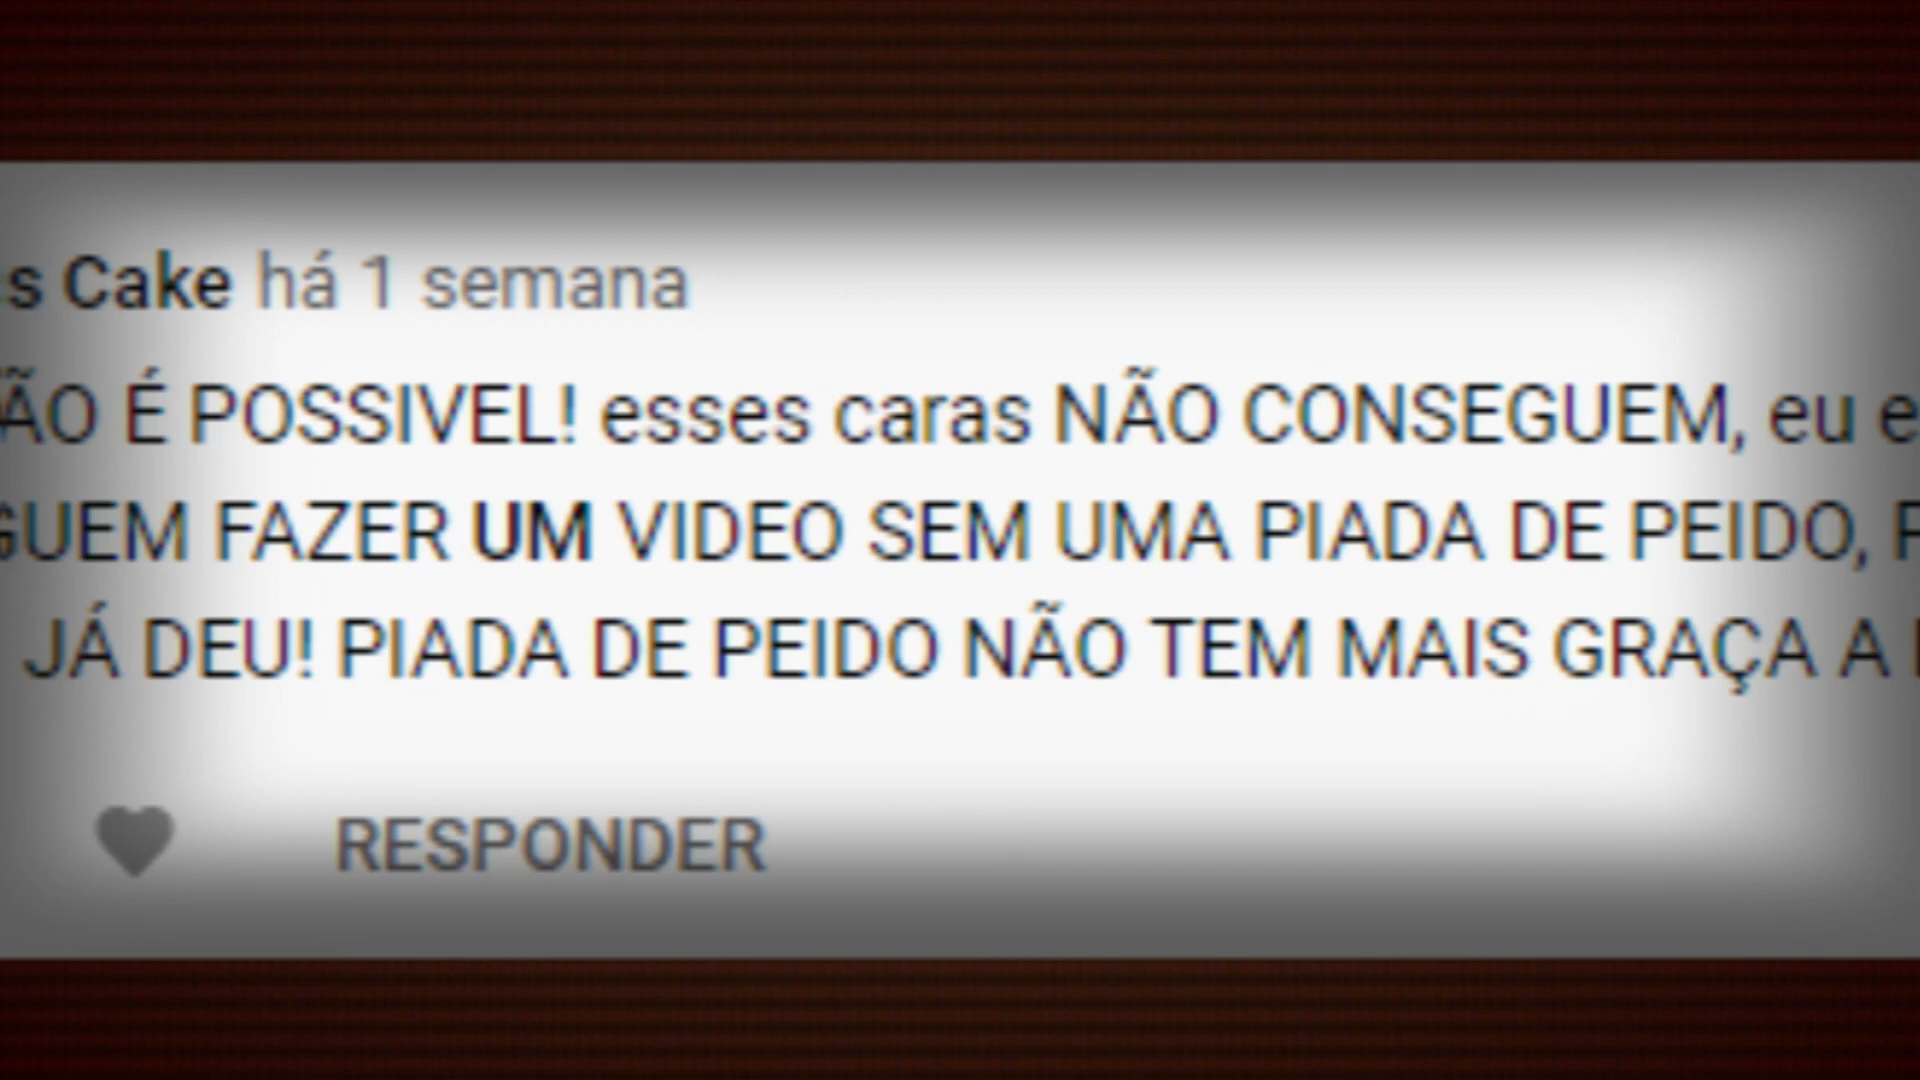 s Cake há 1 semana
ÃO É POSSIVEL! esses caras NÃO CONSEGUEM, eu e
GUEM FAZER UM VIDEO SEM UMA PIADA DE PEIDO, P
JÁ DEU! PIADA DE PEIDO NÃO TEM MAIS GRAÇA A
RESPONDER